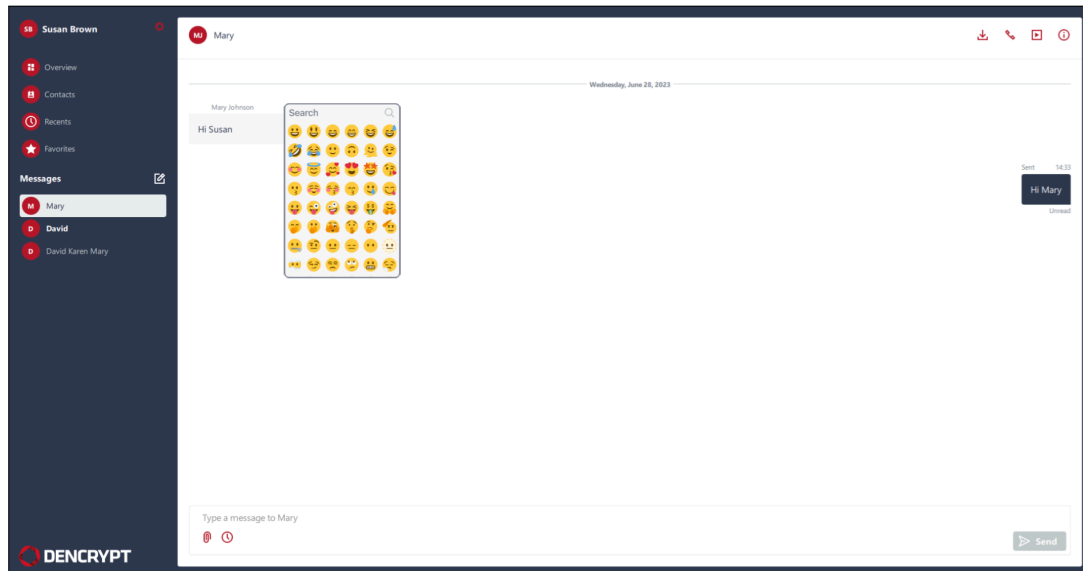 SB Susan Brown
Overview
Contacts
Recents
Favorites
Messages
M Mary
D David
D David Karen Mary
DENCRYPT
MJ Mary
Wednesday, June 28, 2023
Mary Johnson
Hi Susan
Search
Sent 14:33
Hi Mary
Unread
Type a message to Mary
Send